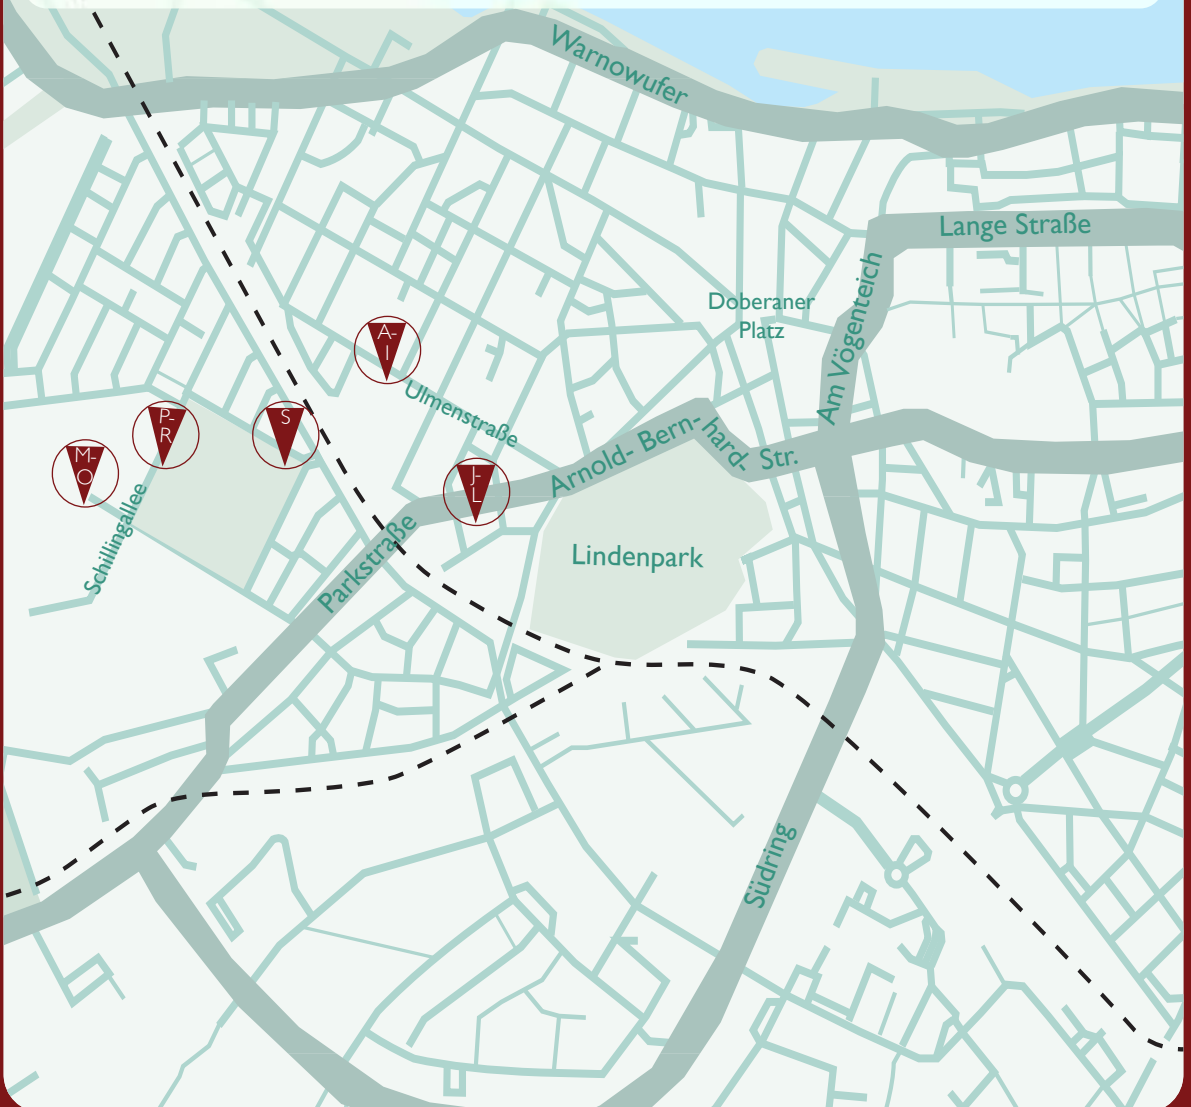 Warnowufer
Lange Straße
Am Vögenteich
Doberaner
Platz
A-
I
Ulmenstraße
P-
R
S
M-
O
J-
L
Arnold- Bern-
hard-
Str.
Schillingallee
Parkstraße
Lindenpark
Südring